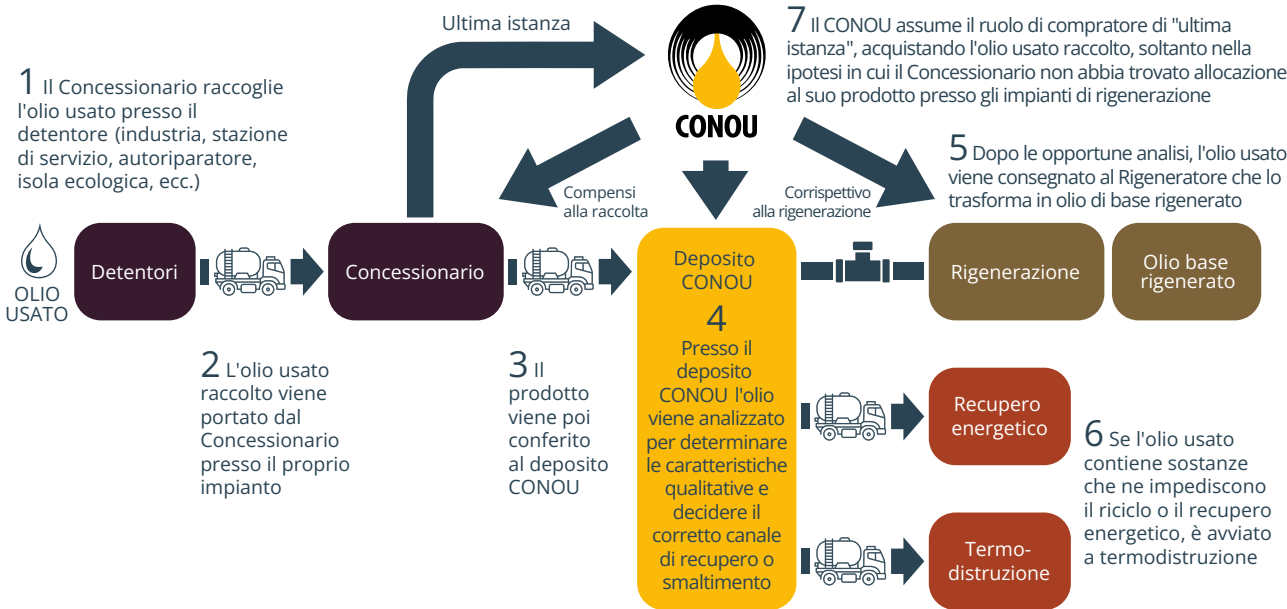 Ultima istanza
CONOU
7 Il CONOU assume il ruolo di compratore di "ultima
istanza", acquistando l'olio usato raccolto, soltanto nella
ipotesi in cui il Concessionario non abbia trovato allocazione
al suo prodotto presso gli impianti di rigenerazione
1 Il Concessionario raccoglie
l'olio usato presso il
detentore (industria, stazione
di servizio, autoriparatore,
isola ecologica, ecc.)
Compensi
alla raccolta
Corrispettivo
alla rigenerazione
5 Dopo le opportune analisi, l'olio usato
viene consegnato al Rigeneratore che lo
trasforma in olio di base rigenerato
OLIO
USATO
Detentori
Concessionario
Deposito
CONOU
4
Presso il
deposito
CONOU l'olio
viene analizzato
per determinare
le caratteristiche
qualitative e
decidere il
corretto canale
di recupero o
smaltimento
Rigenerazione
Olio base
rigenerato
2 L'olio usato
raccolto viene
portato dal
Concessionario
presso il proprio
impianto
3 Il
prodotto
viene poi
conferito
al deposito
CONOU
Recupero
energetico
6 Se l'olio usato
contiene sostanze
che ne impediscono
il riciclo o il recupero
energetico, è avviato
a termodistruzione
Termo-
distruzione